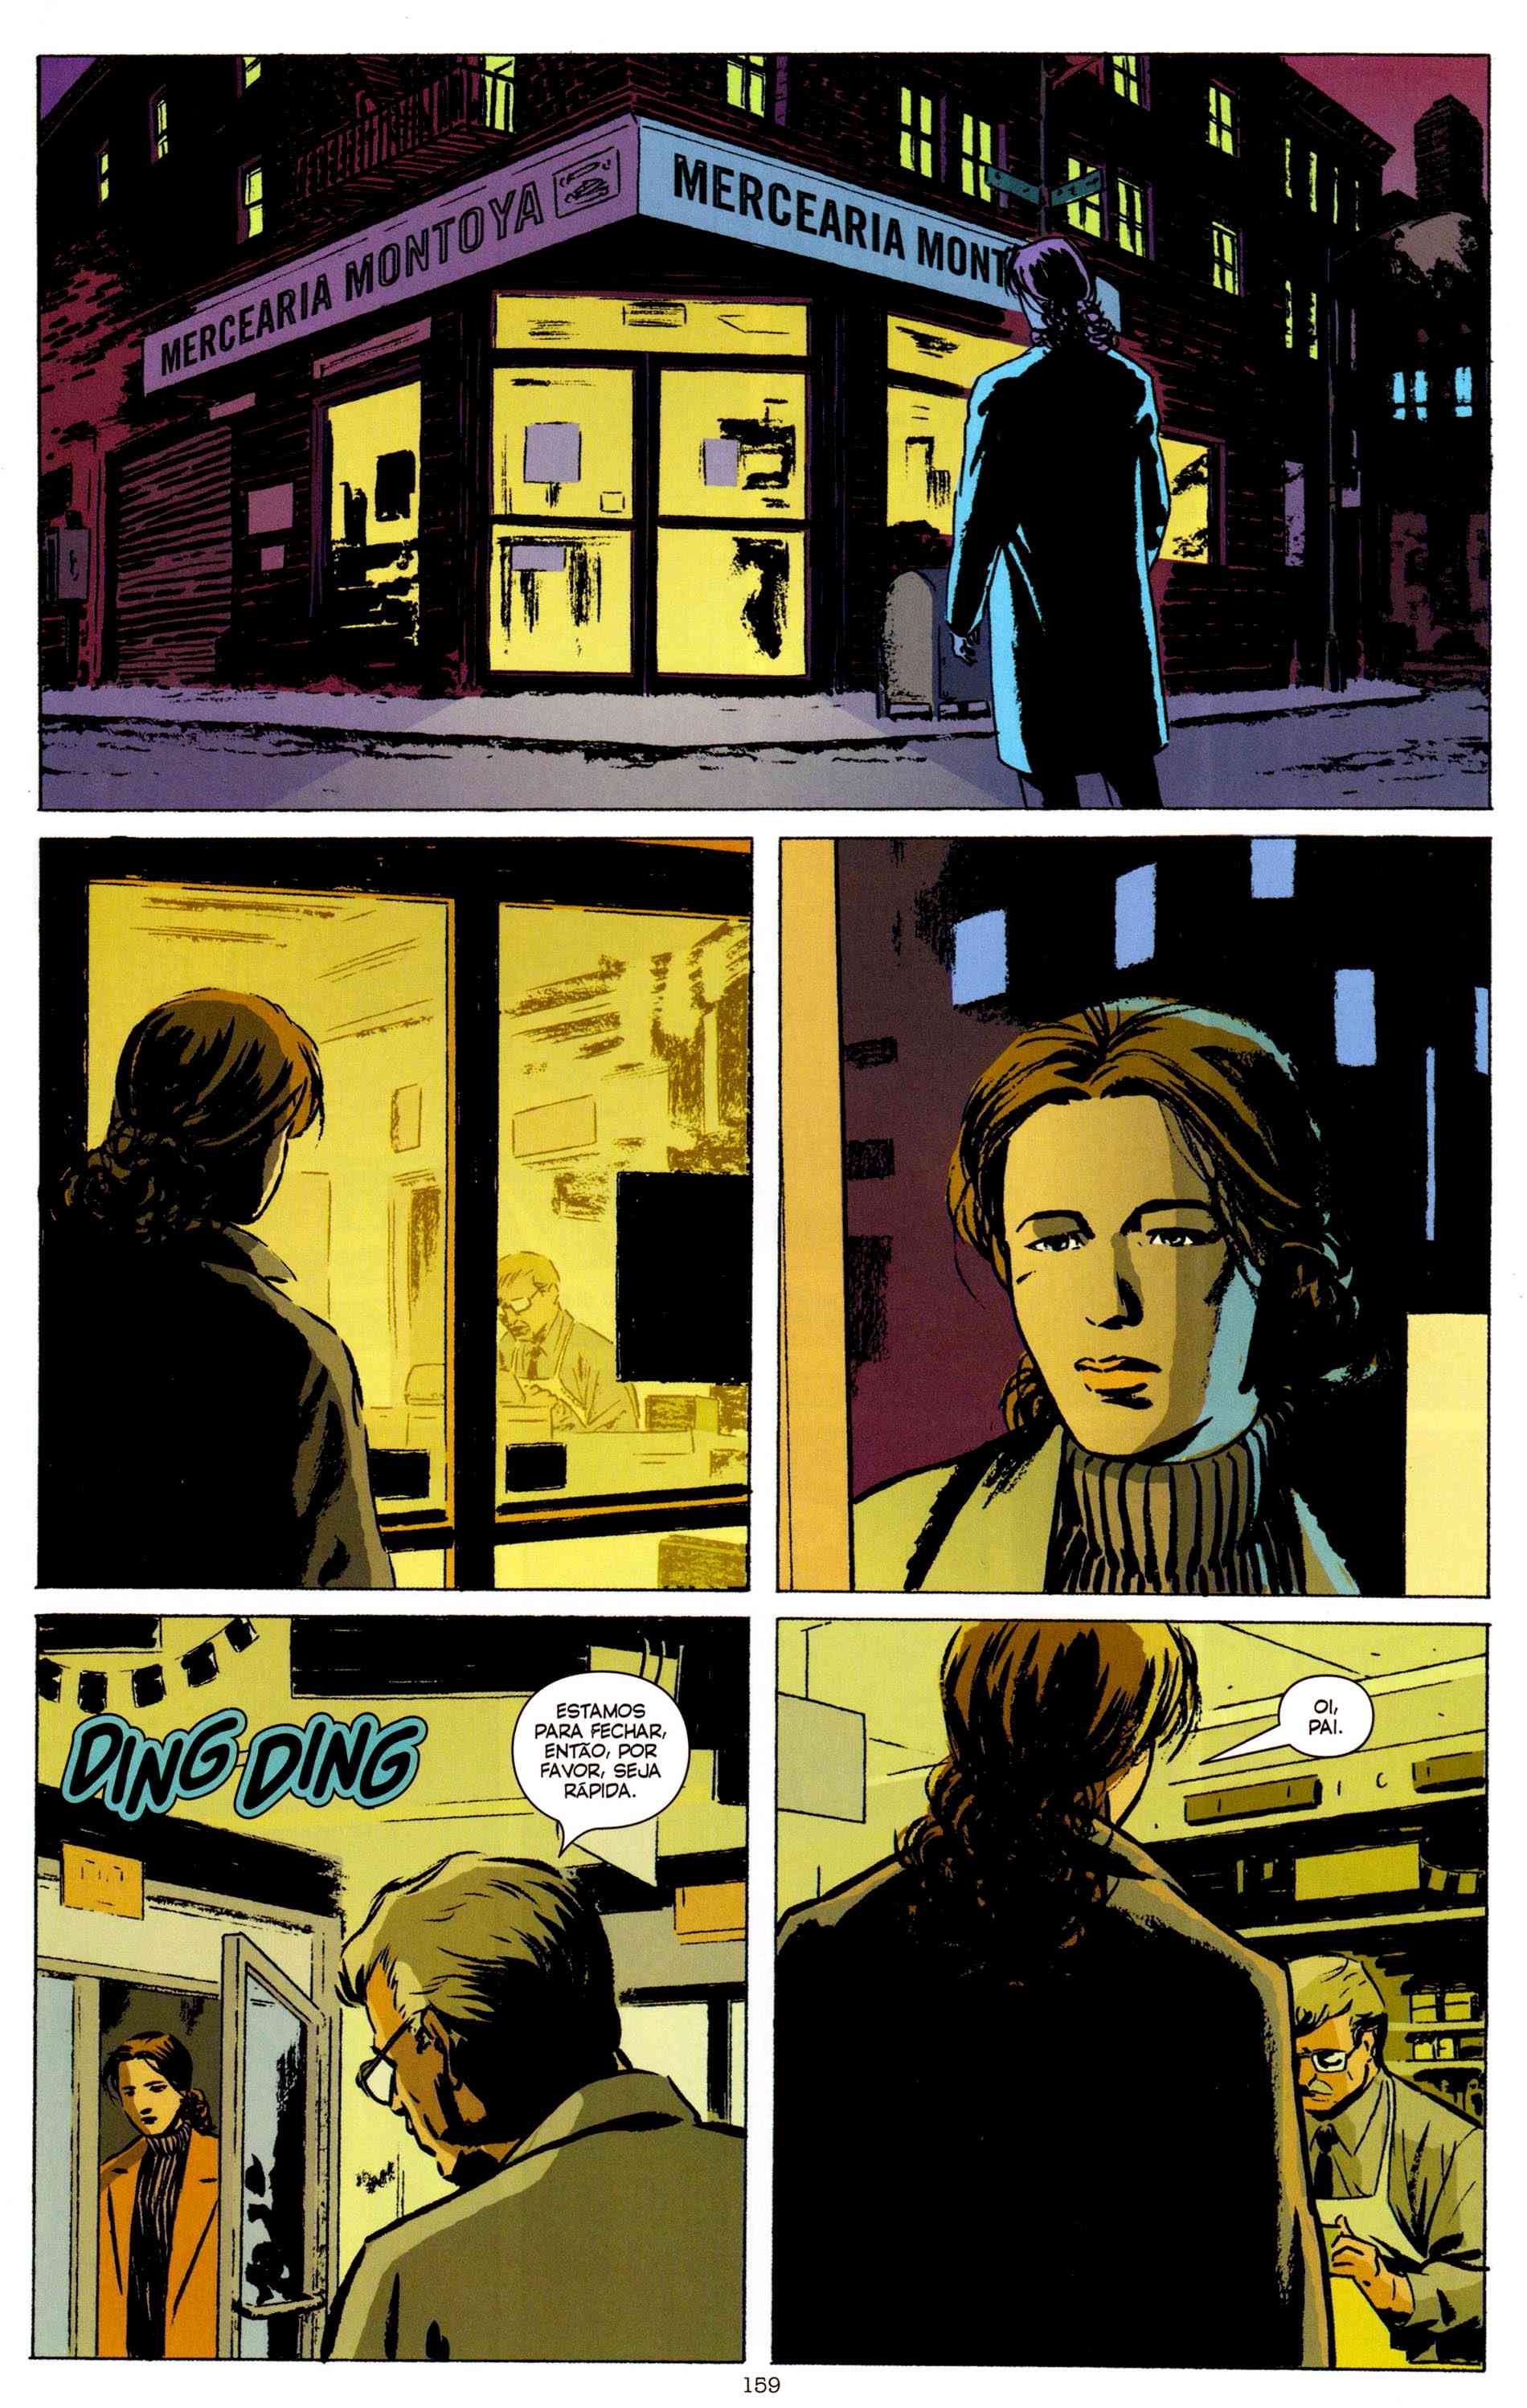 MERCEARIA MONTOYA
MERCEARIA MONT
DING DING
ESTAMOS
PARA FECHAR,
ENTÃO, POR
FAVOR, SEJA
RÁPIDA.
OI,
PAI.
159